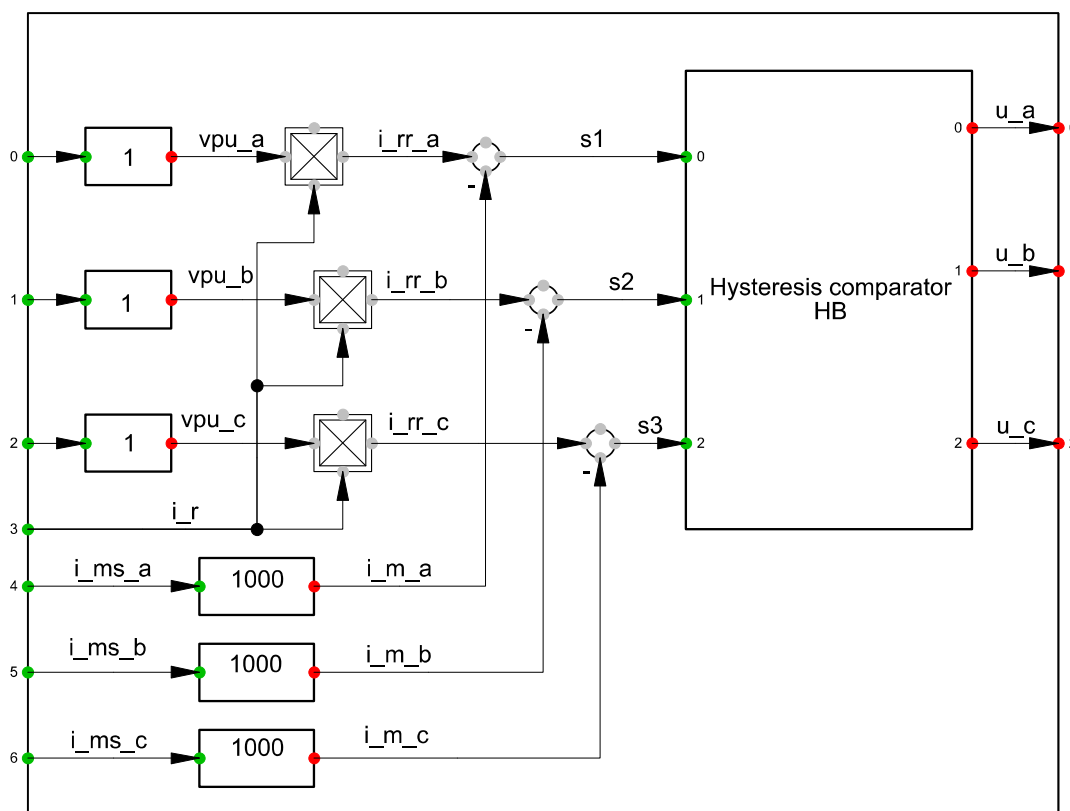 u_a
0
vpu_a
i_rr_a
s1
0
1
0
-
u_b
1
vpu_b
i_rr_b
s2
1
1
1
Hysteresis comparator
HB
-
u_c
2
vpu_c
i_rr_c
s3
2
1
2
-
i_r
3
i_ms_a
1000
i_m_a
4
i_ms_b
1000
i_m_b
5
i_ms_c
1000
i_m_c
6